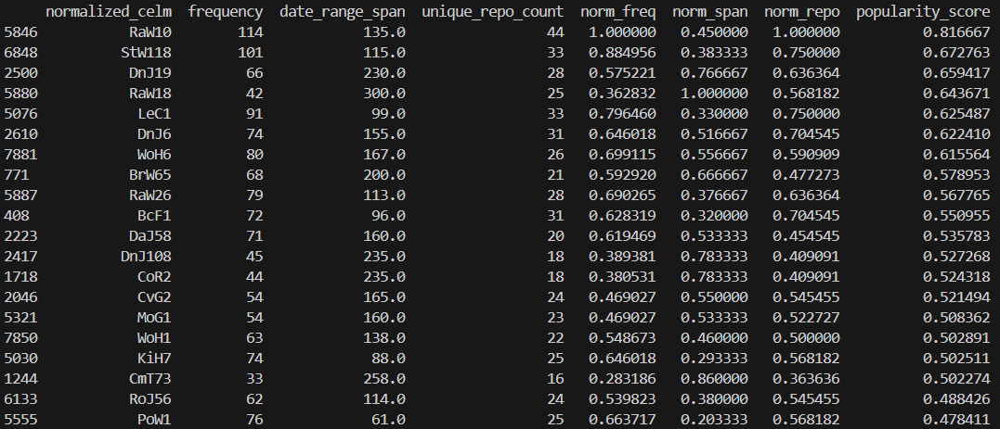 normalized_celm frequency date_range_span unique_repo_count norm_freq norm_span norm_repo popularity_score
5846 RaW10 114 135.0 44 1.000000 0.450000 1.000000 0.816667
6848 StW118 101 115.0 33 0.884956 0.383333 0.750000 0.672763
2500 DnJ19 66 230.0 28 0.575221 0.766667 0.636364 0.659417
5880 RaW18 42 300.0 25 0.362832 1.000000 0.568182 0.643671
5076 LeC1 91 99.0 33 0.796460 0.330000 0.750000 0.625487
2610 DnJ6 74 155.0 31 0.646018 0.516667 0.704545 0.622410
7881 WoH6 80 167.0 26 0.699115 0.556667 0.590909 0.615564
771 BrW65 68 200.0 21 0.592920 0.666667 0.477273 0.578953
5887 RaW26 79 113.0 28 0.690265 0.376667 0.636364 0.567765
408 BcF1 72 96.0 31 0.628319 0.320000 0.704545 0.550955
2223 DaJ58 71 160.0 20 0.619469 0.533333 0.454545 0.535783
2417 DnJ108 45 235.0 18 0.389381 0.783333 0.409091 0.527268
1718 CoR2 44 235.0 18 0.380531 0.783333 0.409091 0.524318
2046 CvG2 54 165.0 24 0.469027 0.550000 0.545455 0.521494
5321 MoG1 54 160.0 23 0.469027 0.533333 0.522727 0.508362
7850 WoH1 63 138.0 22 0.548673 0.460000 0.500000 0.502891
5030 KiH7 74 88.0 25 0.646018 0.293333 0.568182 0.502511
1244 CmT73 33 258.0 16 0.283186 0.860000 0.363636 0.502274
6133 RoJ56 62 114.0 24 0.539823 0.380000 0.545455 0.488426
5555 PoW1 76 61.0 25 0.663717 0.203333 0.568182 0.478411